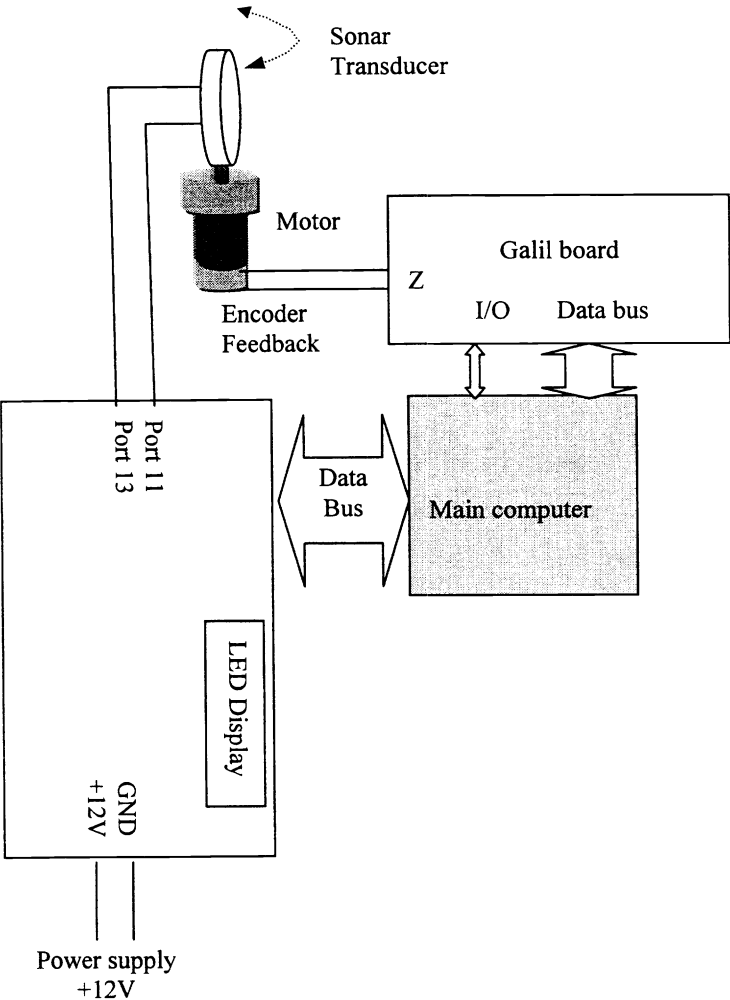 Sonar
Transducer
Motor
Galil board
Z
I/O
Data bus
Encoder
Feedback
Port 11
Port 13
Data
Bus
Main computer
LED Display
GND
+12V
Power supply
+12V